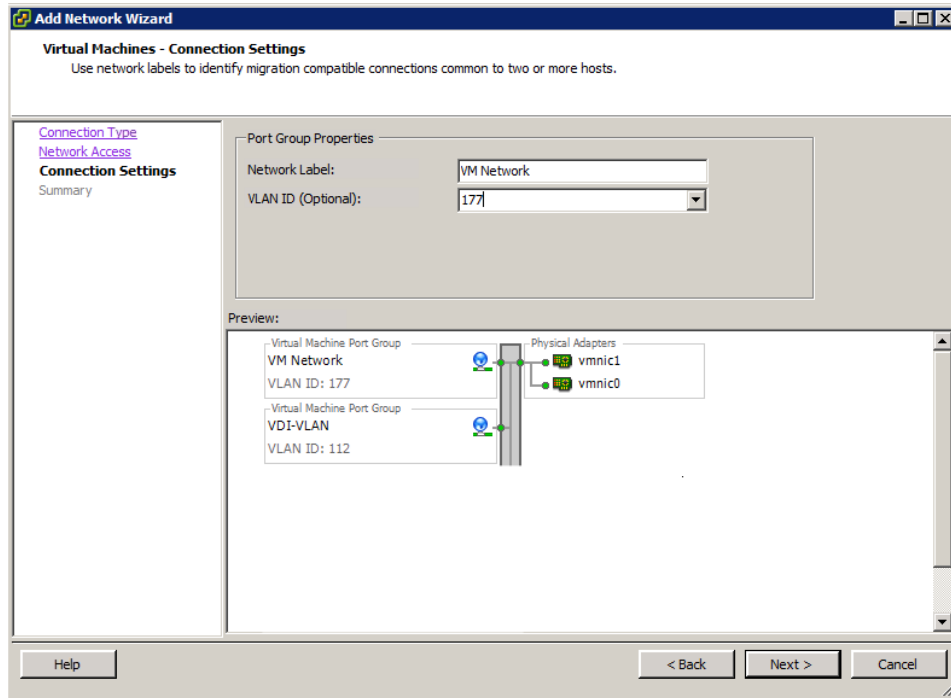 Add Network Wizard
Virtual Machines - Connection Settings
Use network labels to identify migration compatible connections common to two or more hosts.
Connection Type
Network Access
Connection Settings
Summary
Port Group Properties
Network Label:
VM Network
VLAN ID (Optional):
177
Preview:
Virtual Machine Port Group
VM Network
VLAN ID: 177
Physical Adapters
vmnic1
vmnic0
Virtual Machine Port Group
VDI-VLAN
VLAN ID: 112
Help
< Back
Next >
Cancel